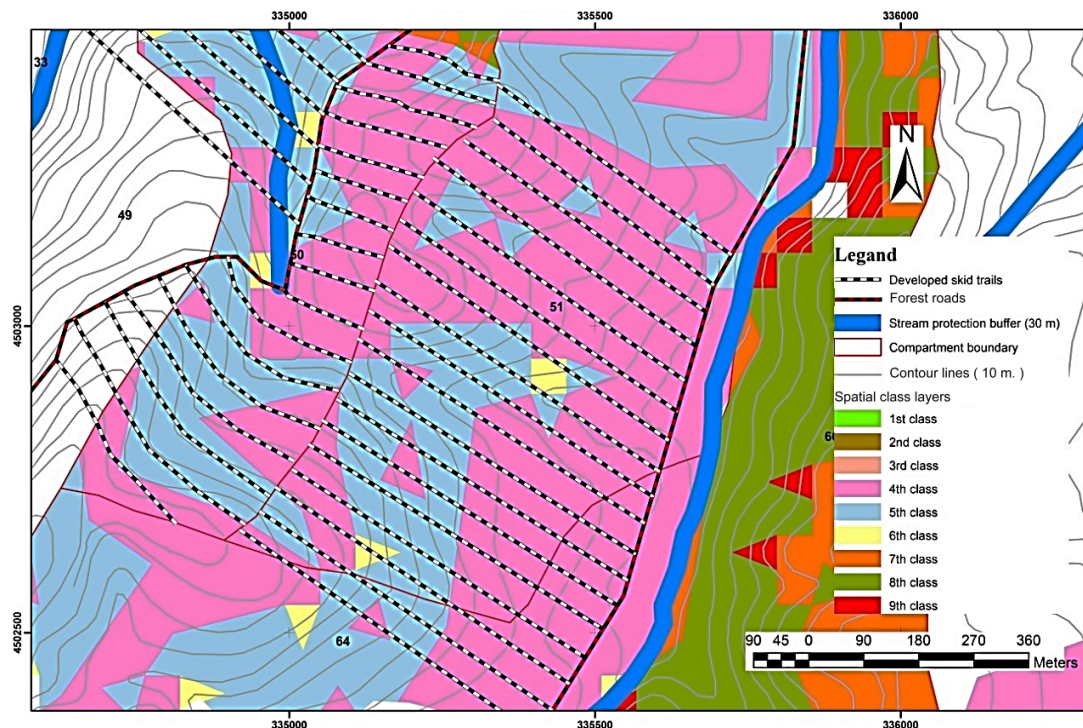 335000 335500 336000
33
N
49
50
51
Legand
Developed skid trails
Forest roads
Stream protection buffer (30 m)
Compartment boundary
Contour lines ( 10 m. )
Spatial class layers
1st class
2nd class
3rd class
4th class
5th class
6th class
7th class
8th class
9th class
4503000
4502500
64
90 45 0 90 180 270 360
Meters
335000 335500 336000